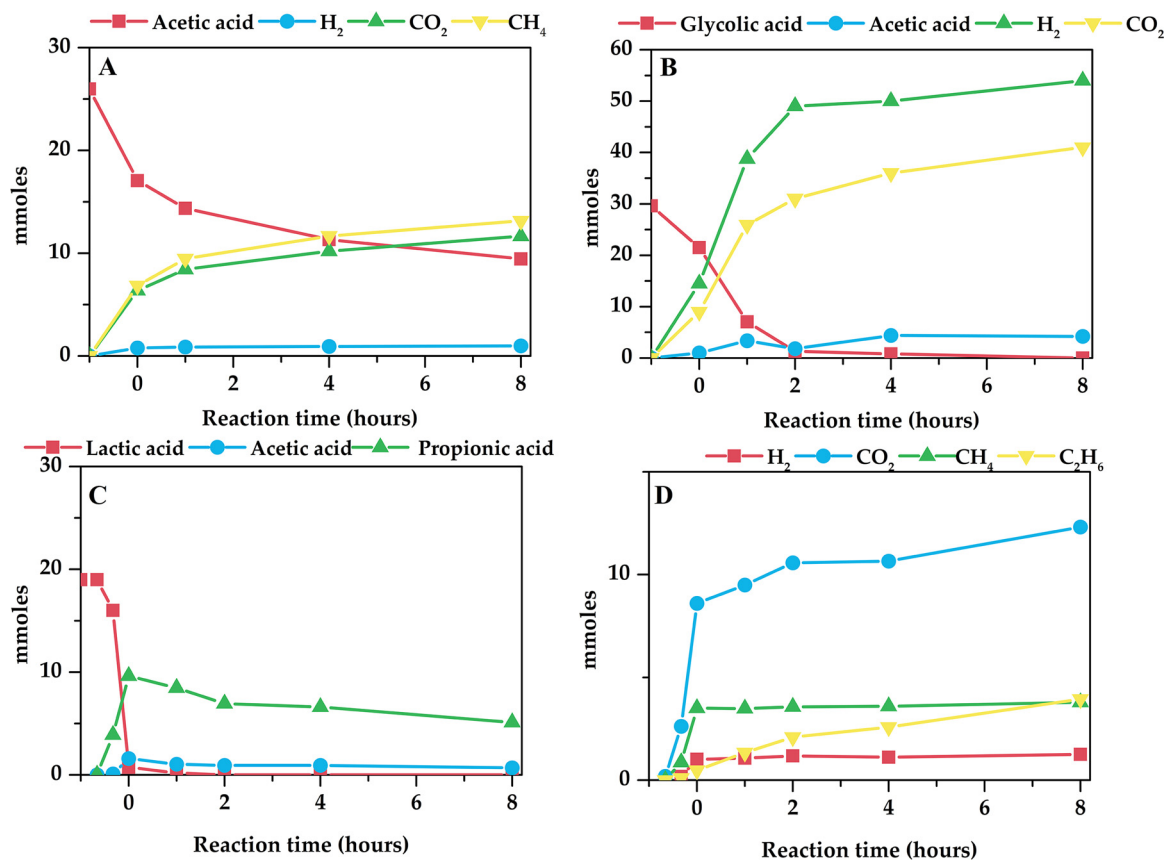 Acetic acid H₂ CO₂ CH₄
A
30
20
10
0
mmoles
0 2 4 6 8
Reaction time (hours)
Glycolic acid Acetic acid H₂ CO₂
B
60
50
40
30
20
10
0
mmoles
0 2 4 6 8
Reaction time (hours)
Lactic acid Acetic acid Propionic acid
C
30
20
10
0
mmoles
0 2 4 6 8
Reaction time (hours)
H₂ CO₂ CH₄ C₂H₆
D
10
0
mmoles
0 2 4 6 8
Reaction time (hours)